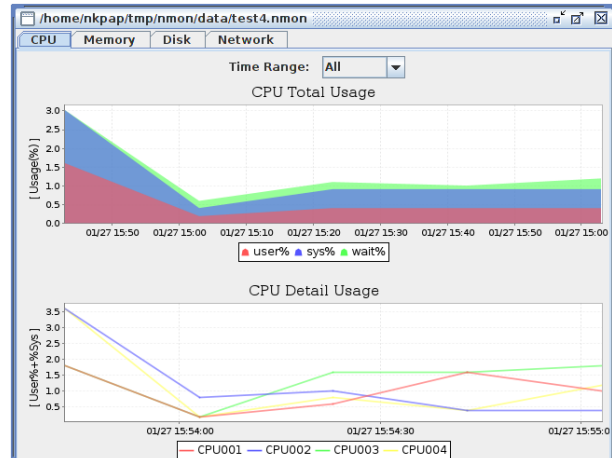 /home/nkpap/tmp/nmon/data/test4.nmon
CPU Memory Disk Network
Time Range: All
CPU Total Usage
[ Usage(%) ]
3.0
2.5
2.0
1.5
1.0
0.5
0.0
01/27 15:50 01/27 15:00 01/27 15:10 01/27 15:20 01/27 15:30 01/27 15:40 01/27 15:50 01/27 15:00
user% sys% wait%
CPU Detail Usage
[ User%+%Sys ]
3.5
3.0
2.5
2.0
1.5
1.0
0.5
01/27 15:54:00 01/27 15:54:30 01/27 15:55:0
CPU001 CPU002 CPU003 CPU004